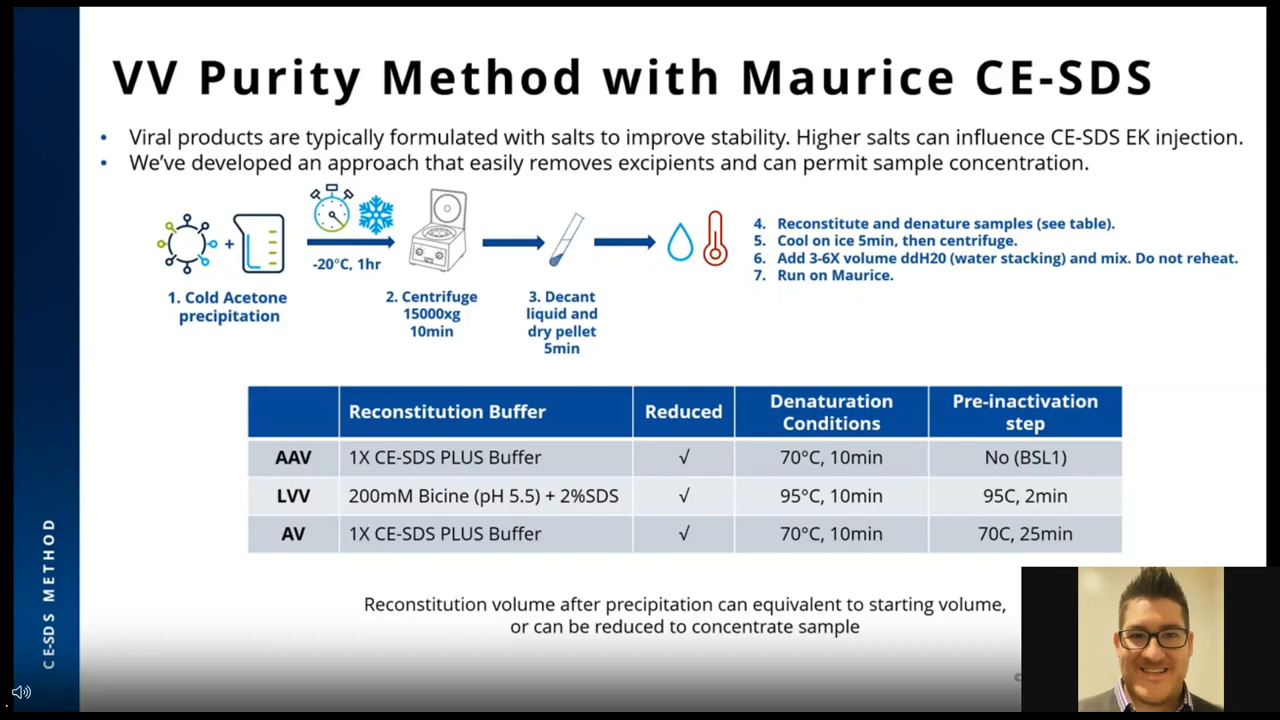 VV Purity Method with Maurice CE-SDS
• Viral products are typically formulated with salts to improve stability. Higher salts can influence CE-SDS EK injection.
• We've developed an approach that easily removes excipients and can permit sample concentration.
+
-20°C, 1hr
1. Cold Acetone
precipitation
2. Centrifuge
15000xg
10min
3. Decant
liquid and
dry pellet
5min
4. Reconstitute and denature samples (see table).
5. Cool on ice 5min, then centrifuge.
6. Add 3-6X volume ddH20 (water stacking) and mix. Do not reheat.
7. Run on Maurice.
Reconstitution Buffer Reduced Denaturation Conditions Pre-inactivation step
AAV 1X CE-SDS PLUS Buffer √ 70°C, 10min No (BSL1)
LVV 200mM Bicine (pH 5.5) + 2%SDS √ 95°C, 10min 95C, 2min
AV 1X CE-SDS PLUS Buffer √ 70°C, 10min 70C, 25min
Reconstitution volume after precipitation can equivalent to starting volume,
or can be reduced to concentrate sample
CE-SDS METHOD